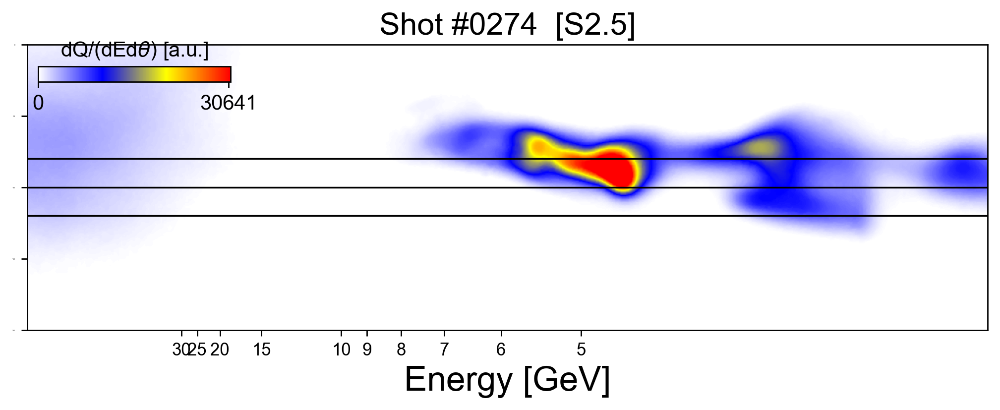 Shot #0274 [S2.5]
dQ/(dEdθ) [a.u.]
0 30641
30 25 20 15 10 9 8 7 6 5
Energy [GeV]